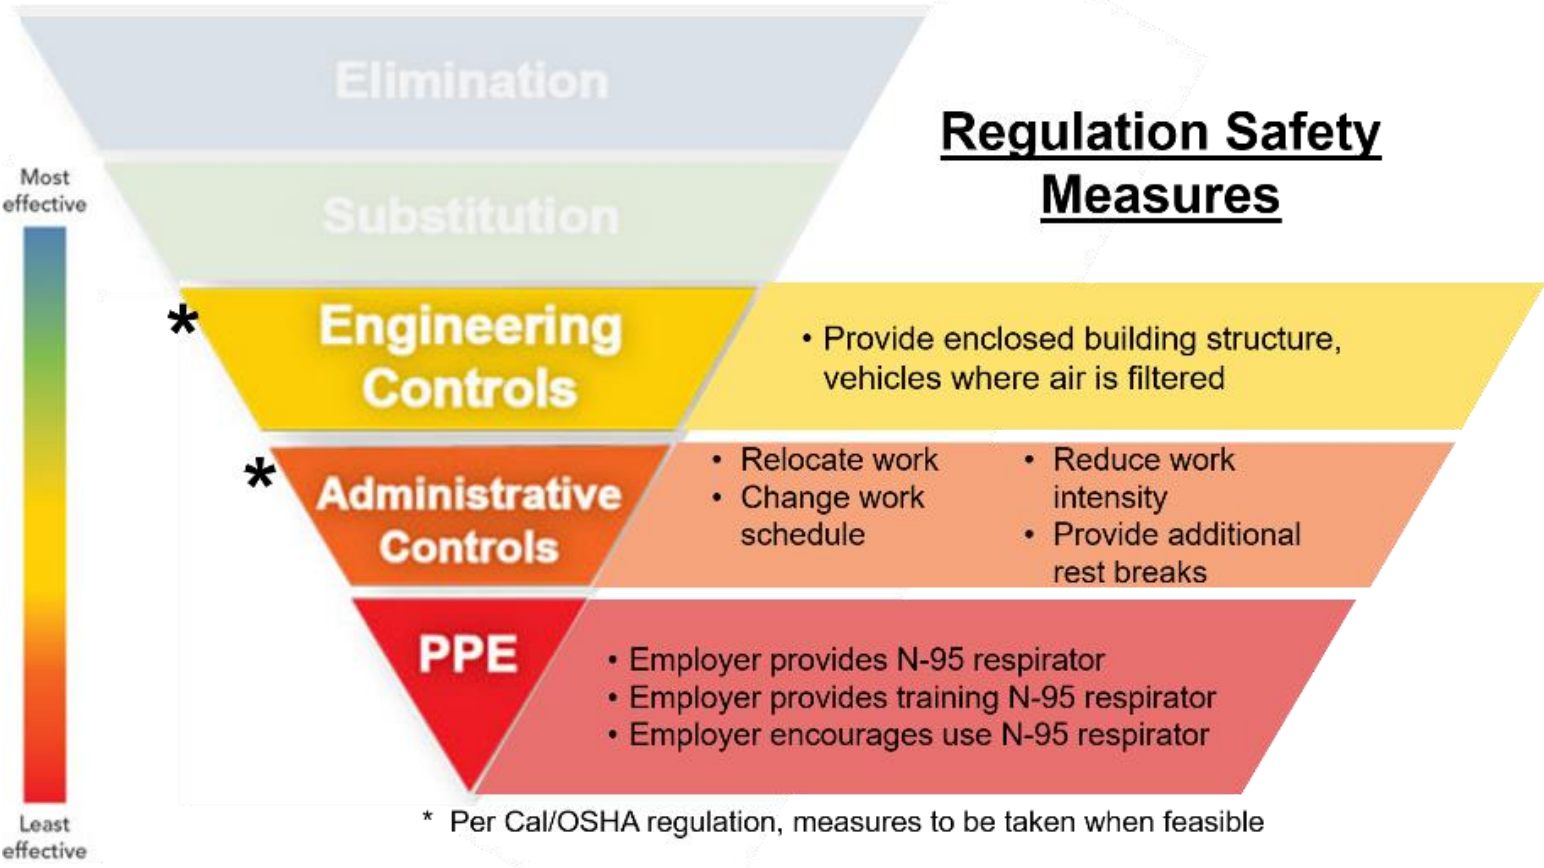 Elimination
Regulation Safety
Measures
Most
effective
Substitution
*
Engineering
Controls
• Provide enclosed building structure,
vehicles where air is filtered
*
Administrative
Controls
• Relocate work
• Change work
schedule
• Reduce work
intensity
• Provide additional
rest breaks
PPE
• Employer provides N-95 respirator
• Employer provides training N-95 respirator
• Employer encourages use N-95 respirator
Least
effective
* Per Cal/OSHA regulation, measures to be taken when feasible